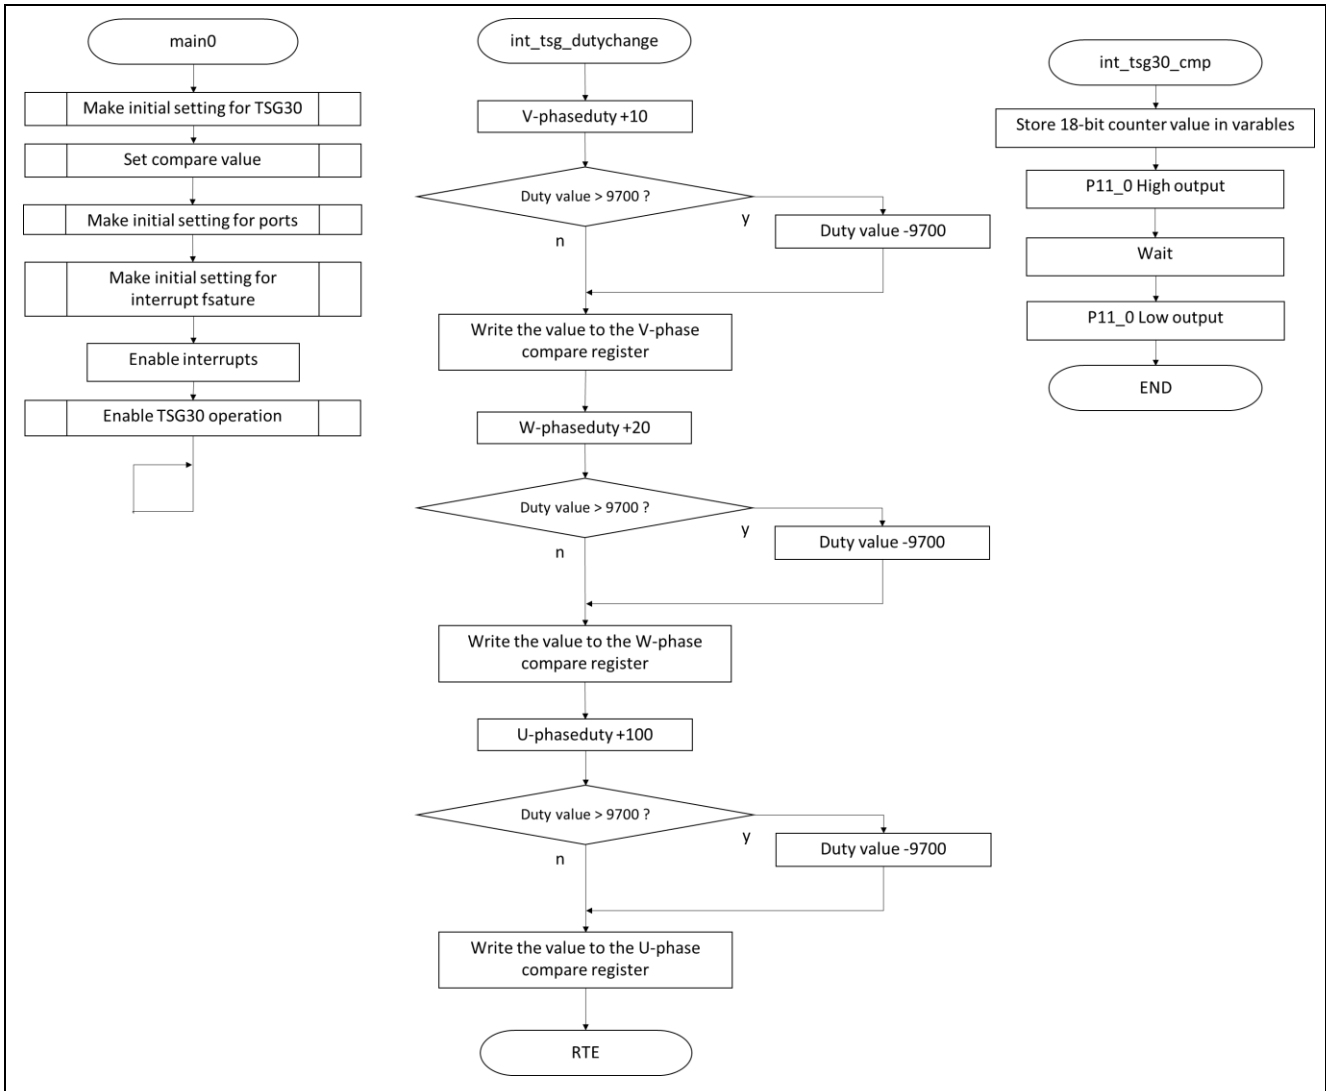 main0
Make initial setting for TSG30
Set compare value
Make initial setting for ports
Make initial setting for
interrupt fsature
Enable interrupts
Enable TSG30 operation
int_tsg_dutychange
V-phaseduty +10
Duty value > 9700 ?
y
n
Duty value -9700
Write the value to the V-phase
compare register
W-phaseduty +20
Duty value > 9700 ?
y
n
Duty value -9700
Write the value to the W-phase
compare register
U-phaseduty +100
Duty value > 9700 ?
y
n
Duty value -9700
Write the value to the U-phase
compare register
RTE
int_tsg30_cmp
Store 18-bit counter value in varables
P11_0 High output
Wait
P11_0 Low output
END